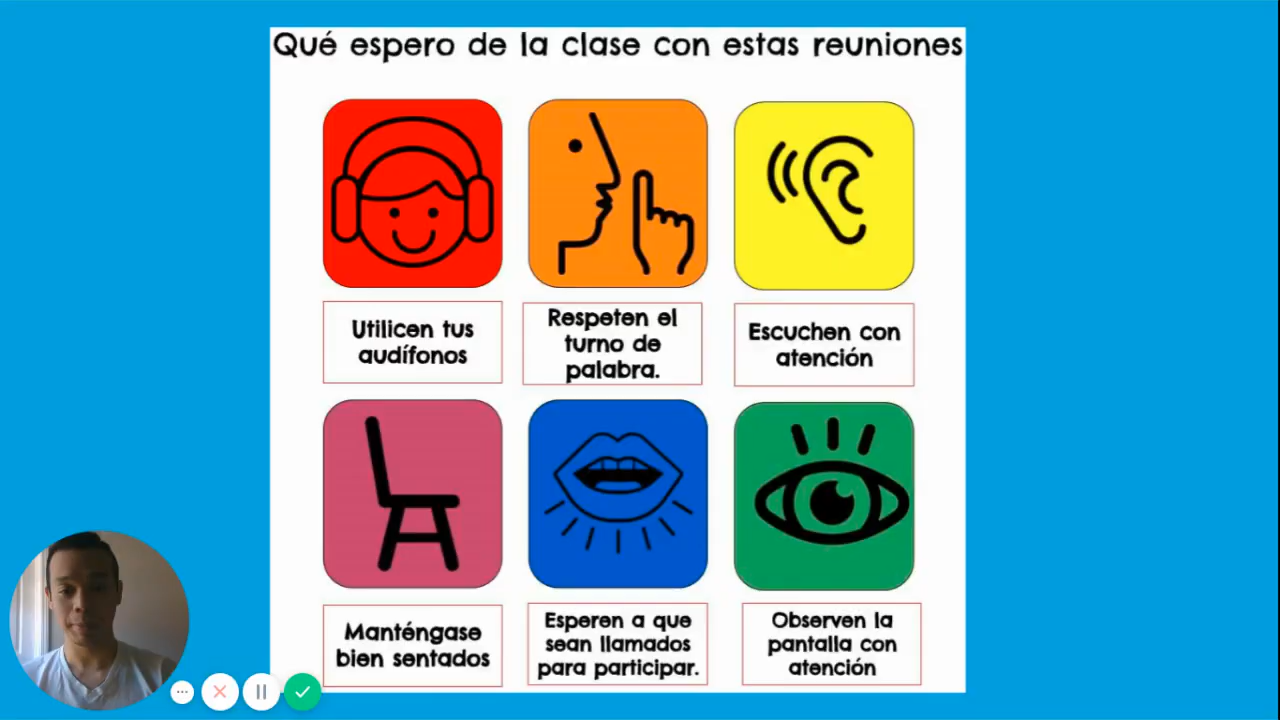 Qué espero de la clase con estas reuniones
Utilicen tus
audífonos
Respeten el
turno de
palabra.
Escuchen con
atención
Manténgase
bien sentados
Esperen a que
sean llamados
para participar.
Observen la
pantalla con
atención